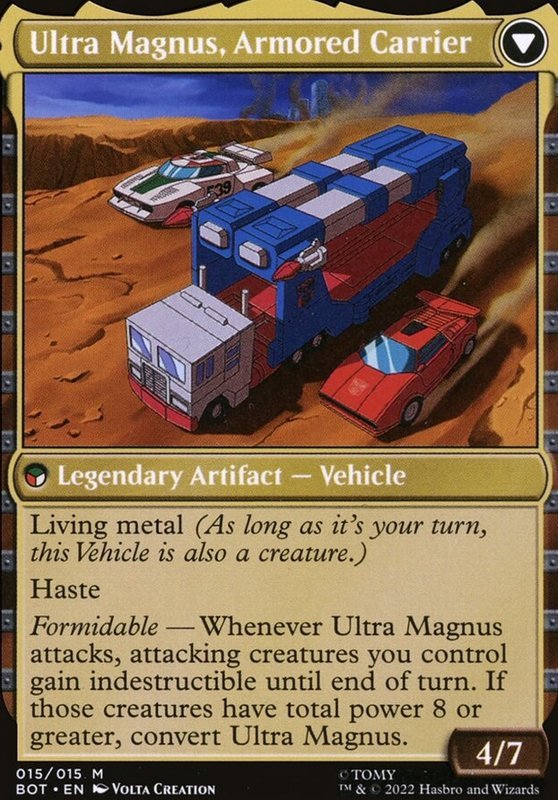 Ultra Magnus, Armored Carrier
539
Legendary Artifact — Vehicle
Living metal (As long as it's your turn,
this Vehicle is also a creature.)
Haste
Formidable — Whenever Ultra Magnus
attacks, attacking creatures you control
gain indestructible until end of turn. If
those creatures have total power 8 or
greater, convert Ultra Magnus.
4/7
015/015 M
BOT • EN Volta Creation
© TOMY
™ & © 2022 Hasbro and Wizards